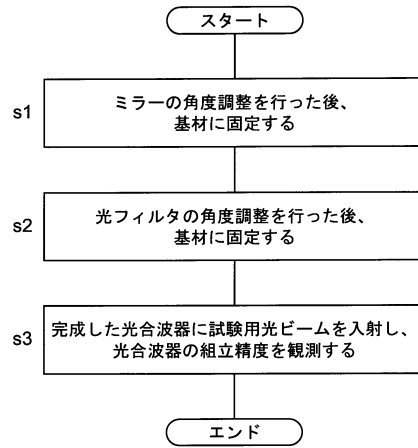 スタート
s1
ミラーの角度調整を行った後、
基材に固定する
s2
光フィルタの角度調整を行った後、
基材に固定する
s3
完成した光合波器に試験用光ビームを入射し、
光合波器の組立精度を観測する
エンド